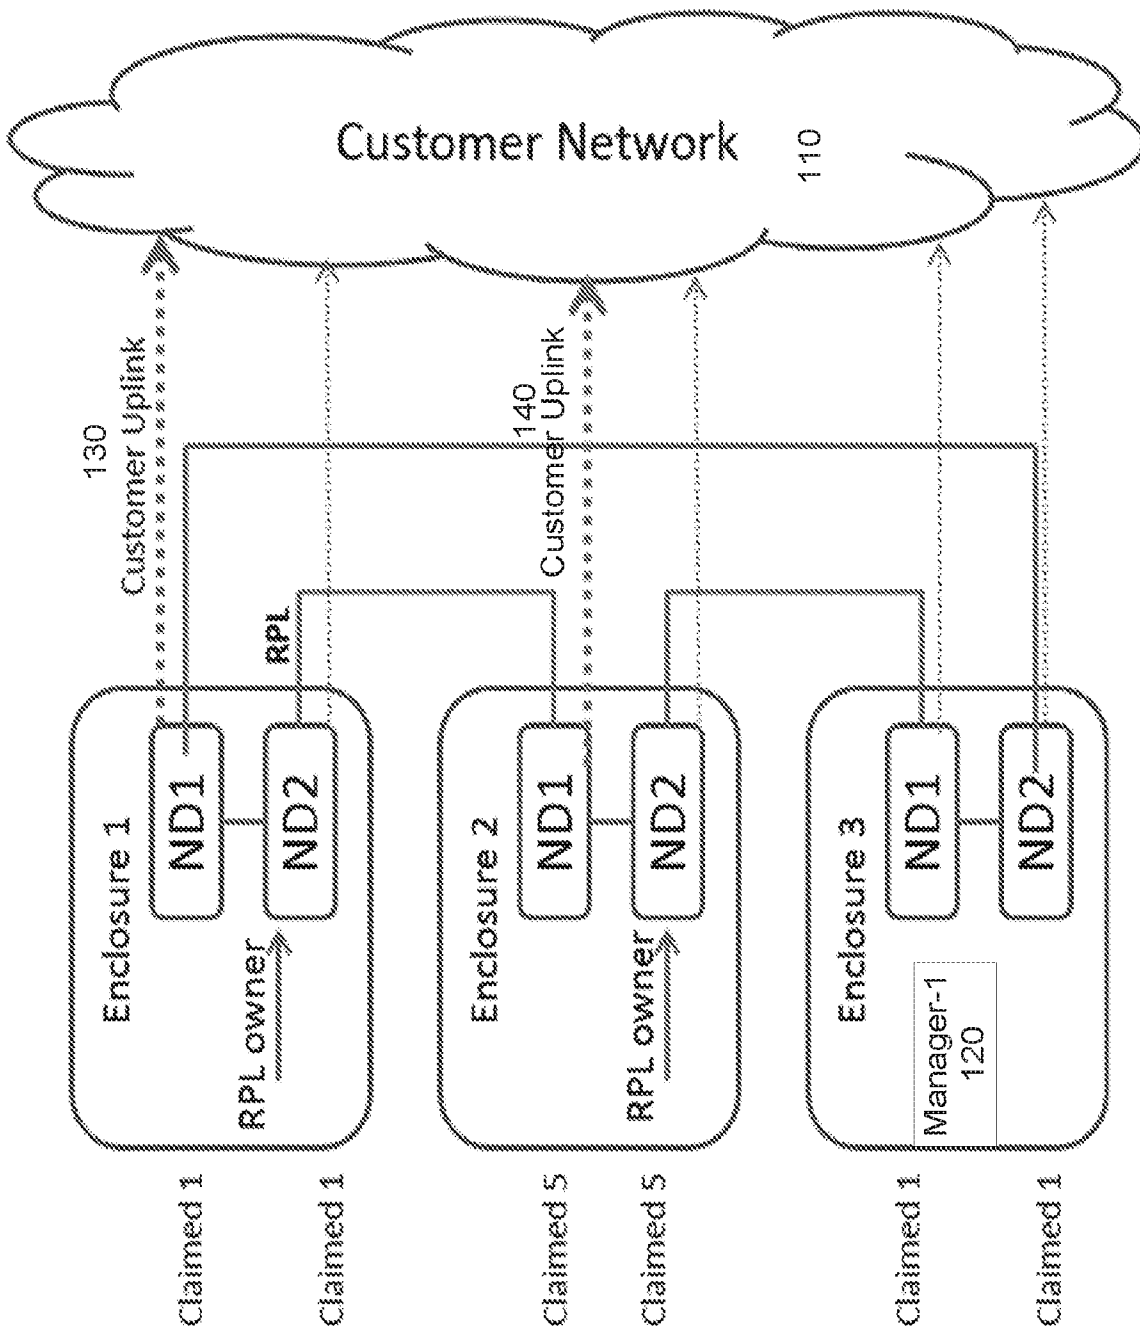 Customer Network
110
130
Customer Uplink
140
Customer Uplink
RPL
Enclosure 1
ND1
ND2
RPL owner
Claimed 1
Claimed 1
Enclosure 2
ND1
ND2
RPL owner
Claimed 5
Claimed 5
Enclosure 3
ND1
ND2
Manager-1
120
Claimed 1
Claimed 1